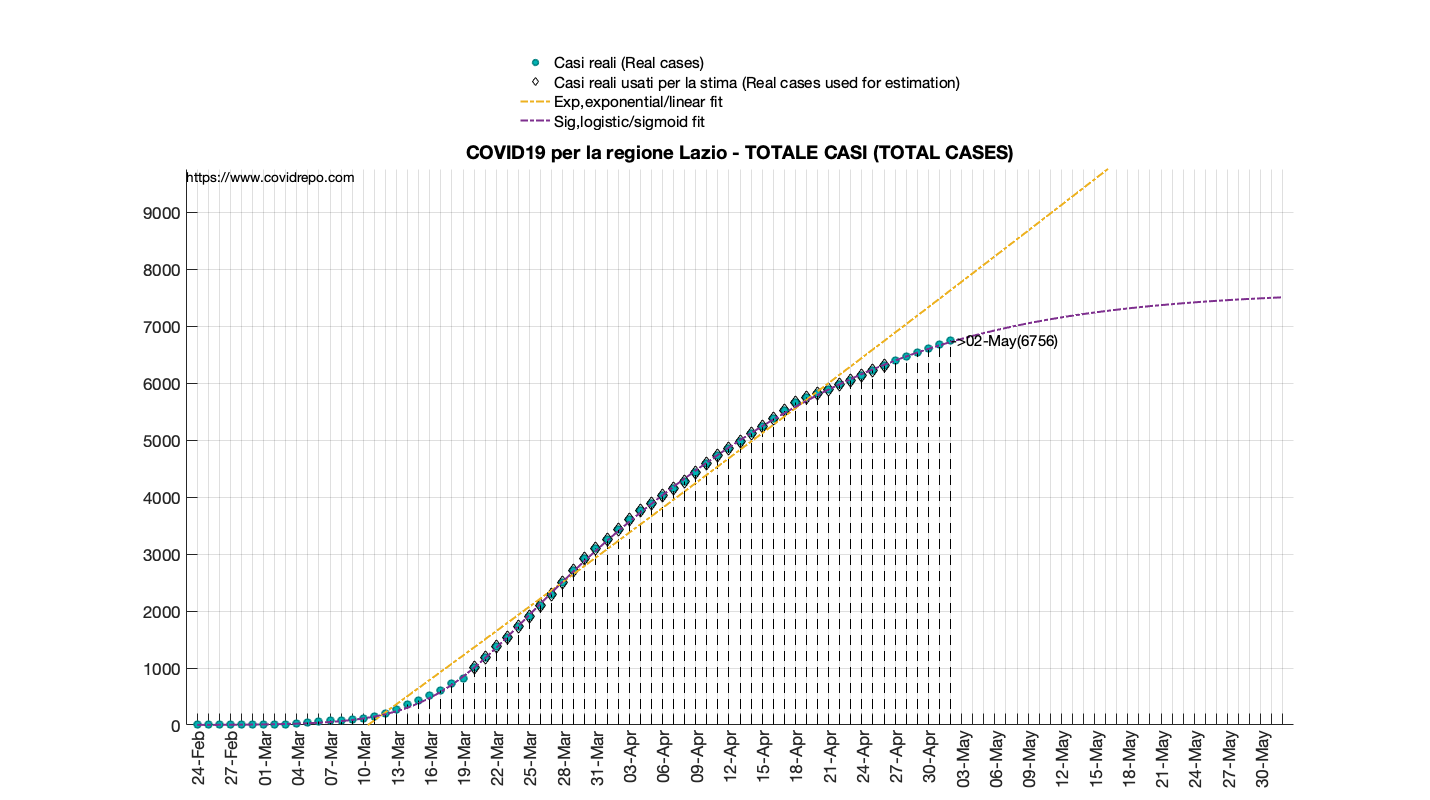 Casi reali (Real cases)
Casi reali usati per la stima (Real cases used for estimation)
Exp,exponential/linear fit
Sig,logistic/sigmoid fit
COVID19 per la regione Lazio - TOTALE CASI (TOTAL CASES)
https://www.covidrepo.com
9000
8000
7000
6000
5000
4000
3000
2000
1000
0
>02-May(6756)
24-Feb
27-Feb
01-Mar
04-Mar
07-Mar
10-Mar
13-Mar
16-Mar
19-Mar
22-Mar
25-Mar
28-Mar
31-Mar
03-Apr
06-Apr
09-Apr
12-Apr
15-Apr
18-Apr
21-Apr
24-Apr
27-Apr
30-Apr
03-May
06-May
09-May
12-May
15-May
18-May
21-May
24-May
27-May
30-May